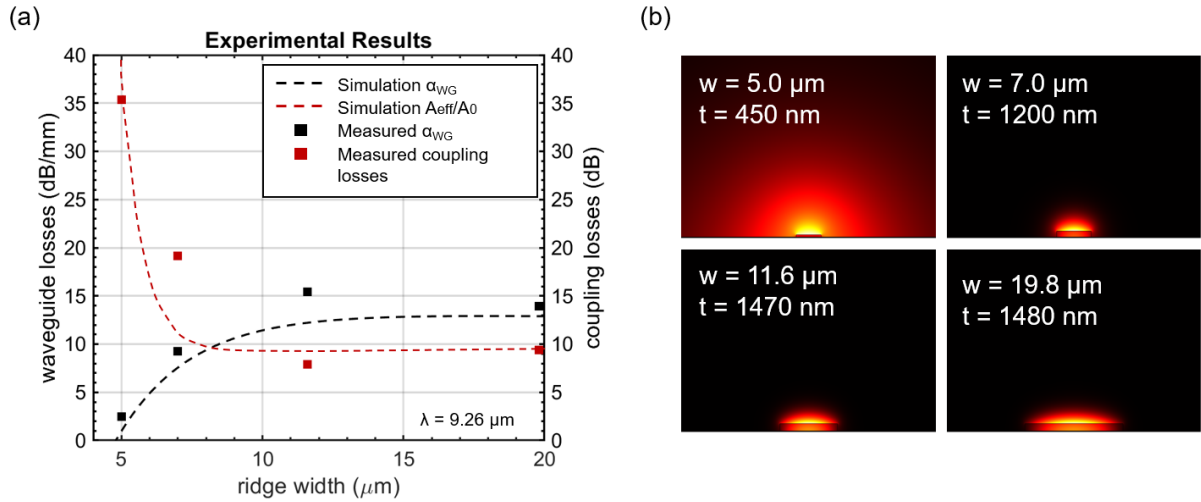 (a)
Experimental Results
waveguide losses (dB/mm)
40
35
30
25
20
15
10
5
0
Simulation αWG
Simulation Aeff/A0
Measured αWG
Measured coupling
losses
λ = 9.26 µm
40
35
30
25
20
15
10
5
0
coupling losses (dB)
5
10
15
20
ridge width (μm)
(b)
w = 5.0 µm
t = 450 nm
w = 7.0 µm
t = 1200 nm
w = 11.6 µm
t = 1470 nm
w = 19.8 µm
t = 1480 nm